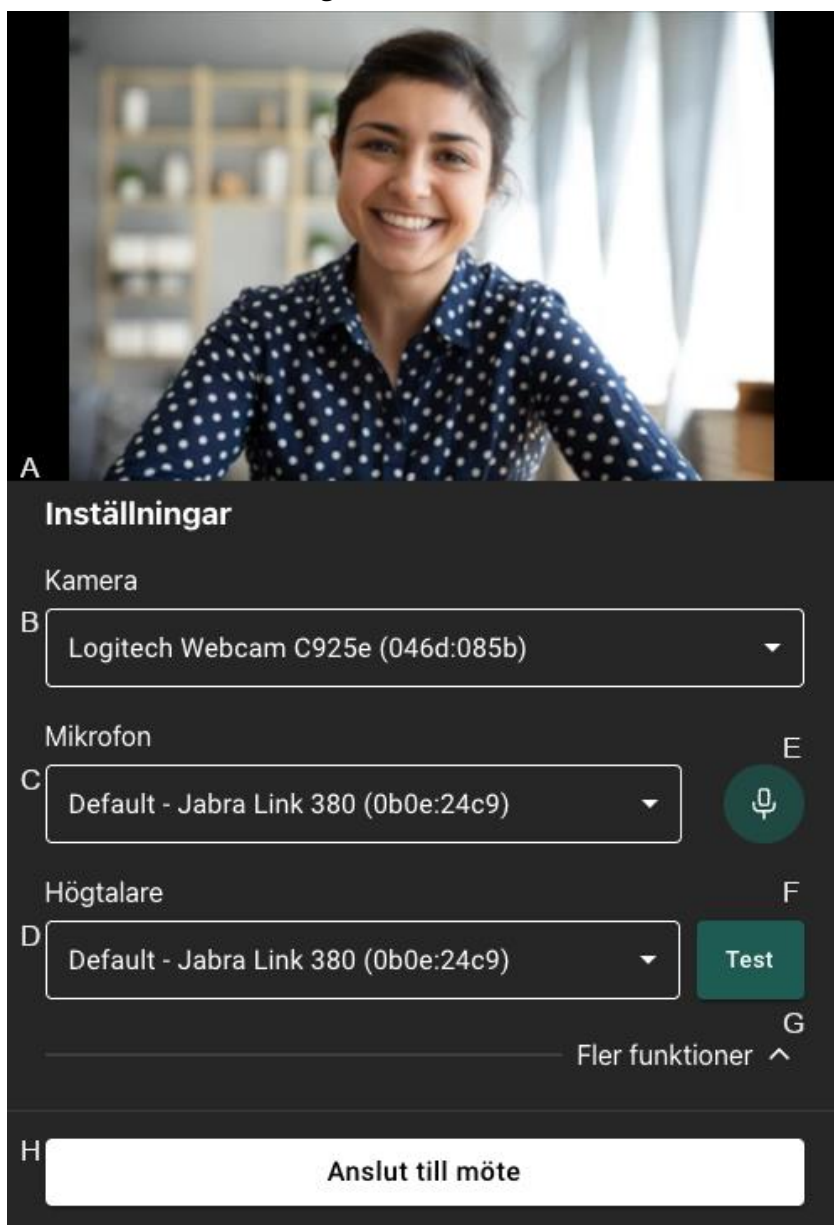 A
Inställningar
Kamera
B
Logitech Webcam C925e (046d:085b)
Mikrofon
E
C
Default - Jabra Link 380 (0b0e:24c9)
Högtalare
F
D
Default - Jabra Link 380 (0b0e:24c9)
Test
G
Fler funktioner
H
Anslut till möte